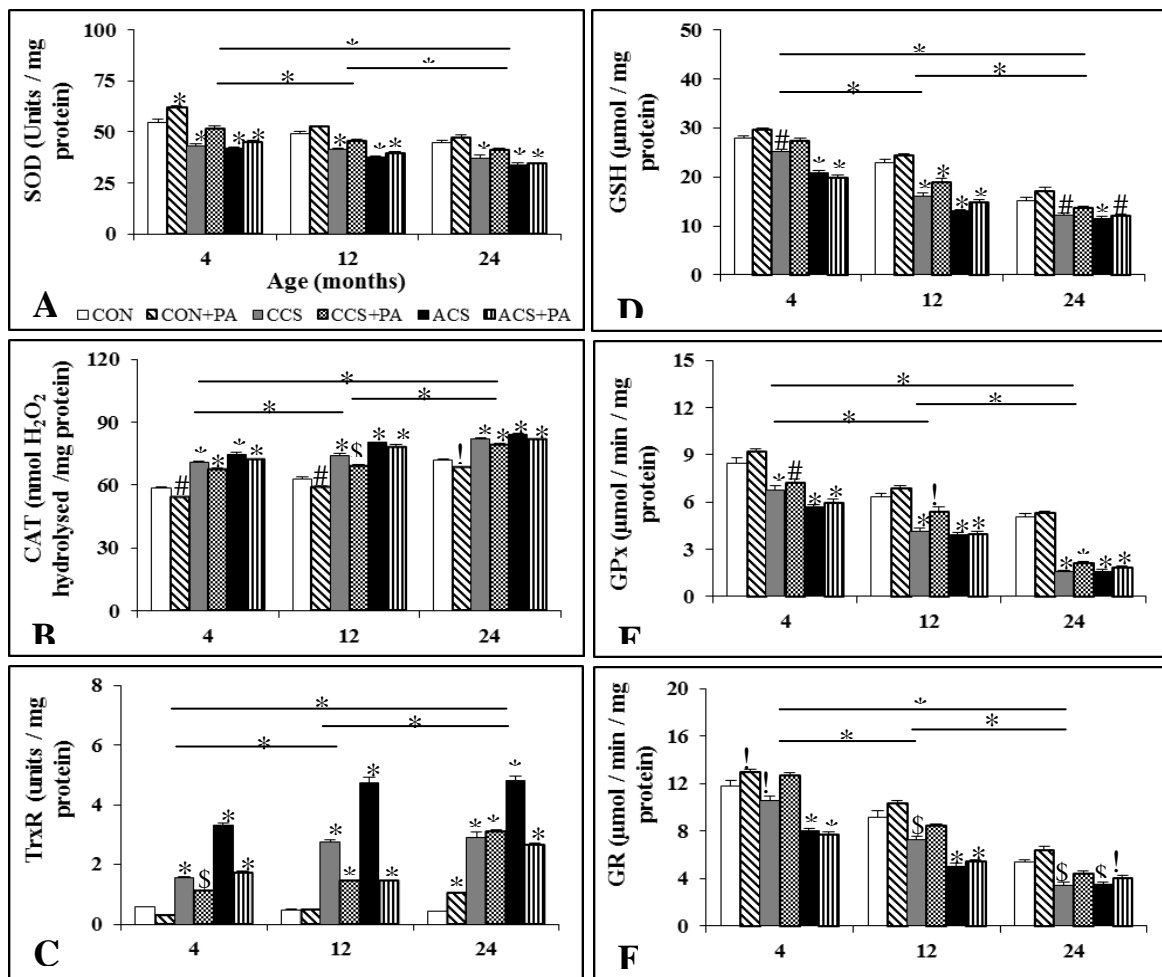 100
75
50
25
0
SOD (Units / mg
protein)
*
*
*
* * * *
* * *
* * *
4 12 24
Age (months)
A
CON CON+PA CCS CCS+PA ACS ACS+PA
120
90
60
30
0
CAT (nmol H₂O₂
hydrolysed /mg protein)
*
*
*
# * * * *
# * $ * *
! * * * *
4 12 24
B
8
6
4
2
0
TrxR (units / mg
protein)
*
*
*
* $ * *
* * * *
* * * * *
4 12 24
C
50
40
30
20
10
0
GSH (µmol / mg
protein)
*
*
*
# * *
* * * *
# # * #
4 12 24
D
15
12
9
6
3
0
GPx (µmol / min / mg
protein)
*
*
*
* # * *
* ! * *
* * * *
4 12 24
E
20
16
12
8
4
0
GR (µmol / min / mg
protein)
*
*
*
! ! * *
$ * *
$ $ !
4 12 24
F